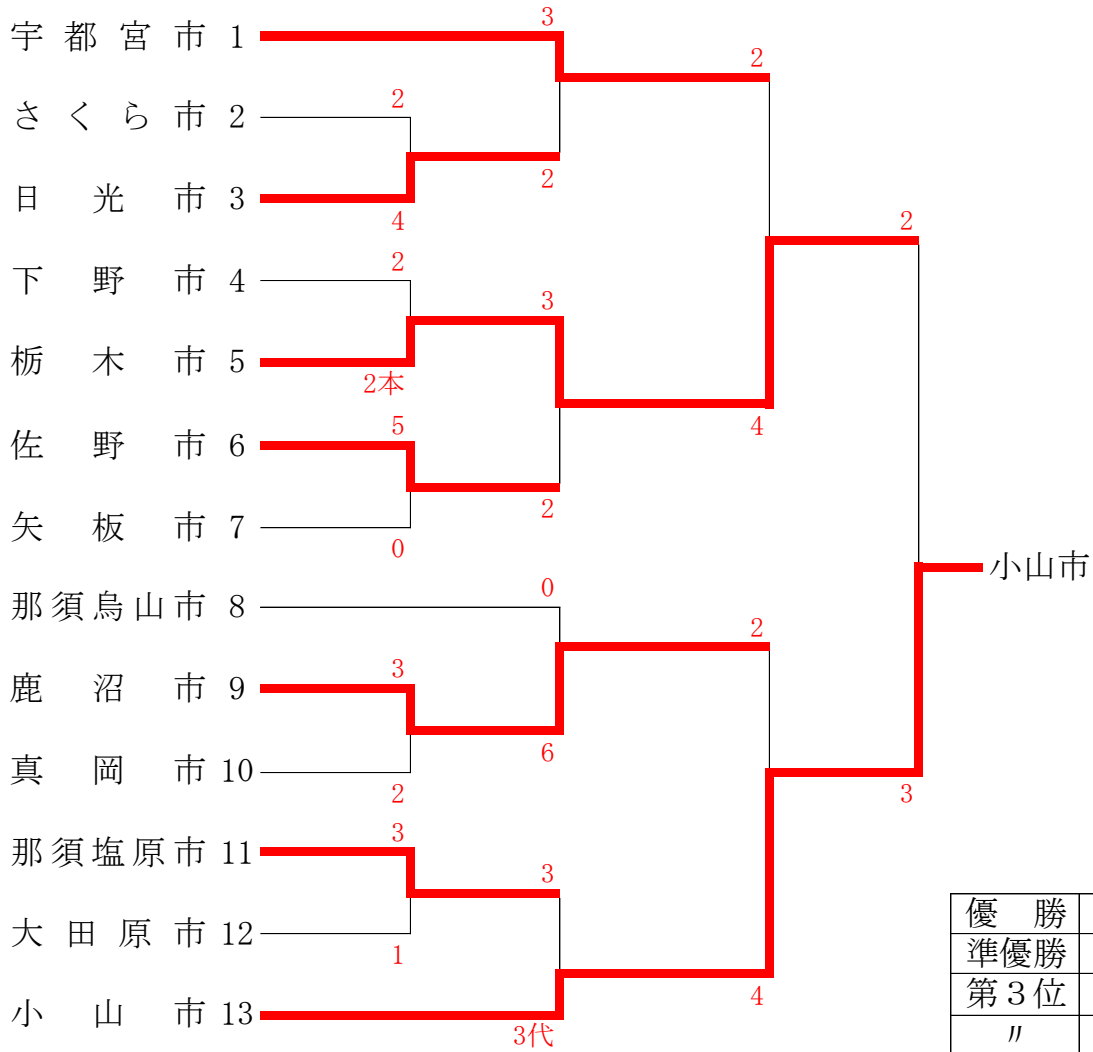 3
宇都宮市 1
2
2
さくら市 2
2
日光市 3
4
2
2
下野市 4
3
栃木市 5
2本
5
4
佐野市 6
2
矢板市 7
0
小山市
0
那須烏山市 8
2
3
鹿沼市 9
6
真岡市 10
2
3
3
那須塩原市 11
3
優勝
大田原市 12
1
準優勝
第3位
4
小山市 13
3代
〃